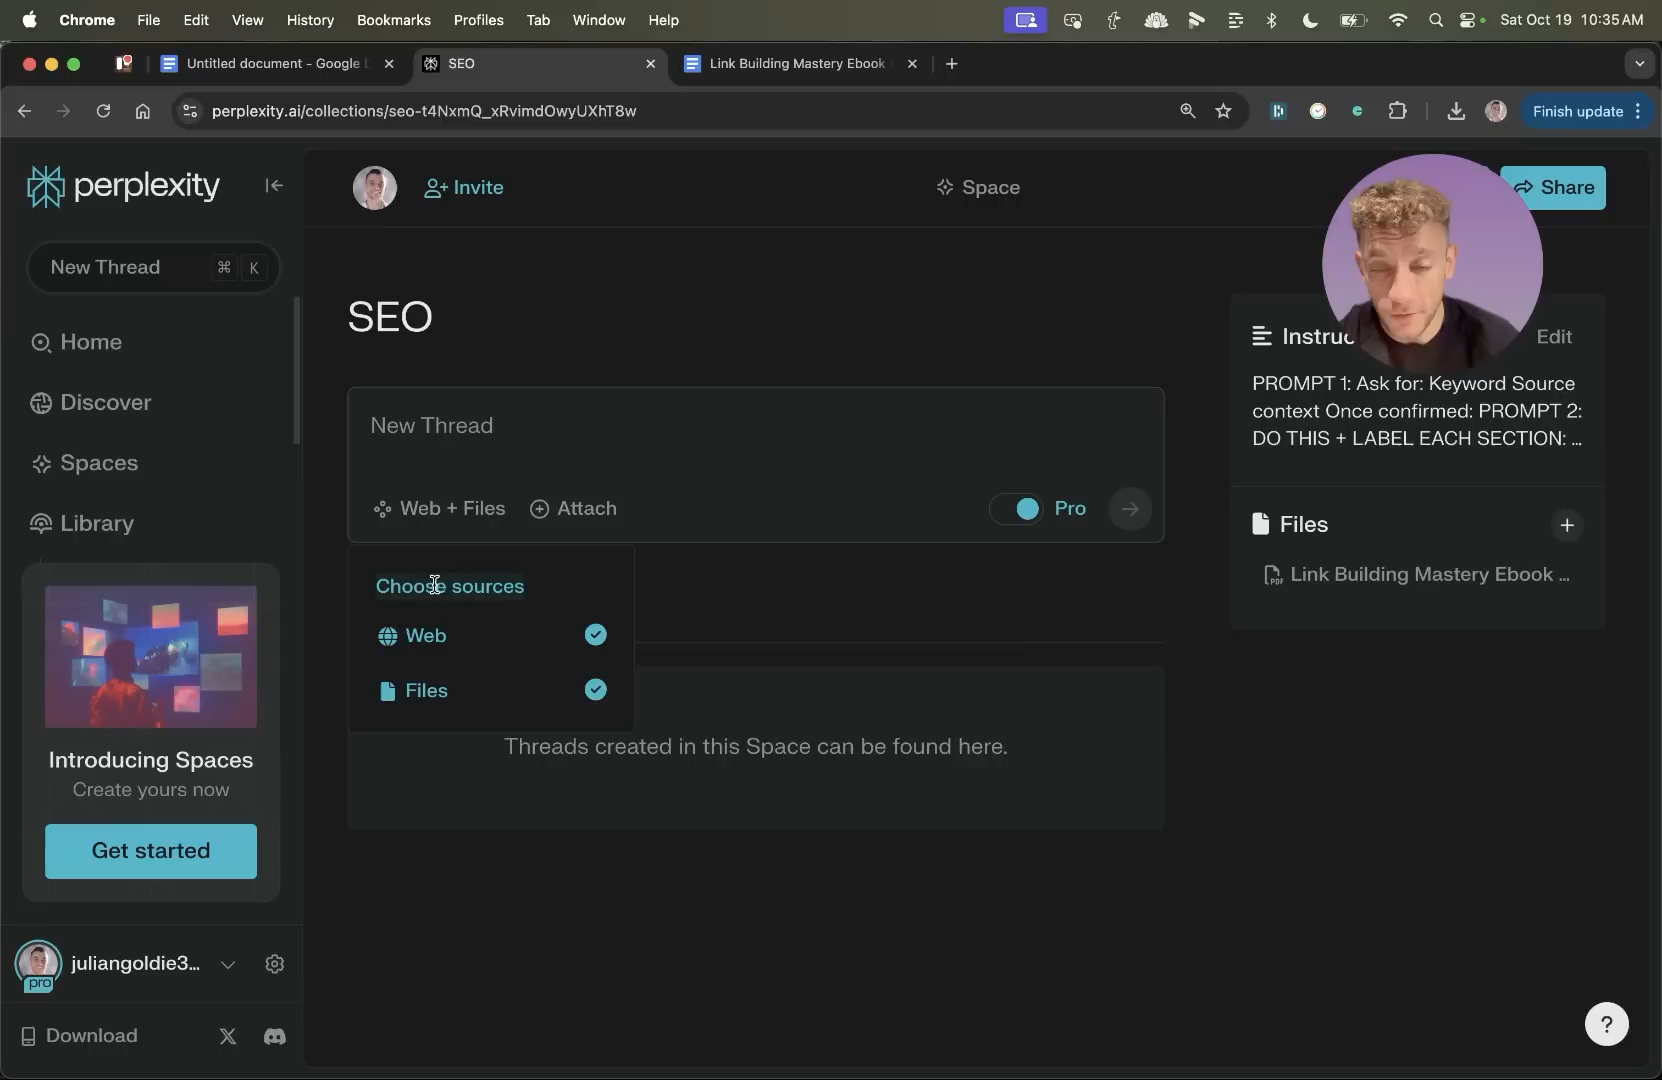 Chrome File Edit View History Bookmarks Profiles Tab Window Help Sat Oct 19 10:35 AM
Untitled document - Google SEO Link Building Mastery Ebook
perplexity.ai/collections/seo-t4NxmQ_xRvimdOwyUXhT8w Finish update
perplexity
Invite
Space
Share
New Thread ⌘ K
Home
Discover
Spaces
Library
Introducing Spaces
Create yours now
Get started
pro
juliangoldie3...
Download
SEO
New Thread
Web + Files Attach Pro
Choose sources
Web
Files
Threads created in this Space can be found here.
Edit
PROMPT 1: Ask for: Keyword Source
context Once confirmed: PROMPT 2:
DO THIS + LABEL EACH SECTION: ...
Files +
PDF Link Building Mastery Ebook ...
?